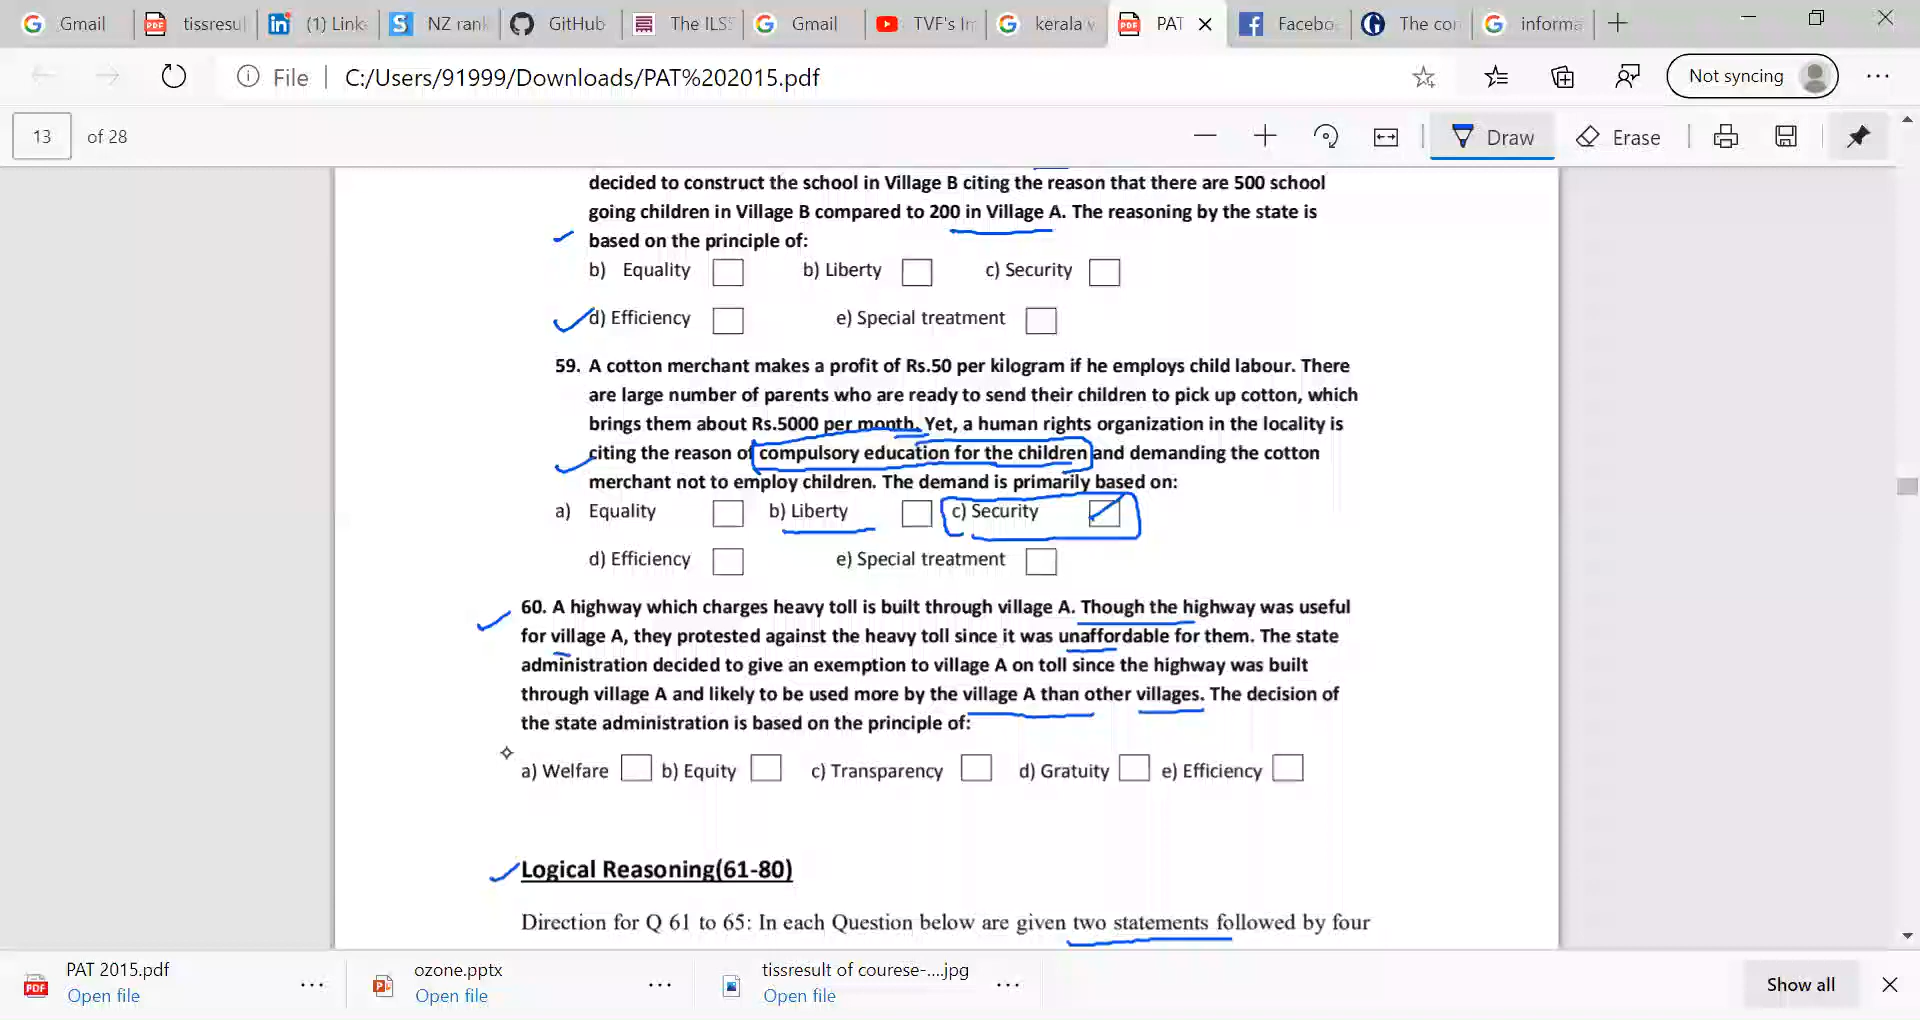 Gmail
tissresul
(1) Link
NZ rank
GitHub
The ILSS
Gmail
TVF's In
kerala v
PAT
Facebo
The cor
informa
File
C:/Users/91999/Downloads/PAT%202015.pdf
Not syncing
13
of 28
Draw
Erase
decided to construct the school in Village B citing the reason that there are 500 school
going children in Village B compared to 200 in Village A. The reasoning by the state is
based on the principle of:
b) Equality b) Liberty c) Security
d) Efficiency e) Special treatment
59. A cotton merchant makes a profit of Rs.50 per kilogram if he employs child labour. There
are large number of parents who are ready to send their children to pick up cotton, which
brings them about Rs.5000 per month. Yet, a human rights organization in the locality is
citing the reason of compulsory education for the children and demanding the cotton
merchant not to employ children. The demand is primarily based on:
a) Equality b) Liberty c) Security
d) Efficiency e) Special treatment
60. A highway which charges heavy toll is built through village A. Though the highway was useful
for village A, they protested against the heavy toll since it was unaffordable for them. The state
administration decided to give an exemption to village A on toll since the highway was built
through village A and likely to be used more by the village A than other villages. The decision of
the state administration is based on the principle of:
a) Welfare b) Equity c) Transparency d) Gratuity e) Efficiency
Logical Reasoning(61-80)
Direction for Q 61 to 65: In each Question below are given two statements followed by four
PAT 2015.pdf
Open file
ozone.pptx
Open file
tissresult of courese-....jpg
Open file
Show all